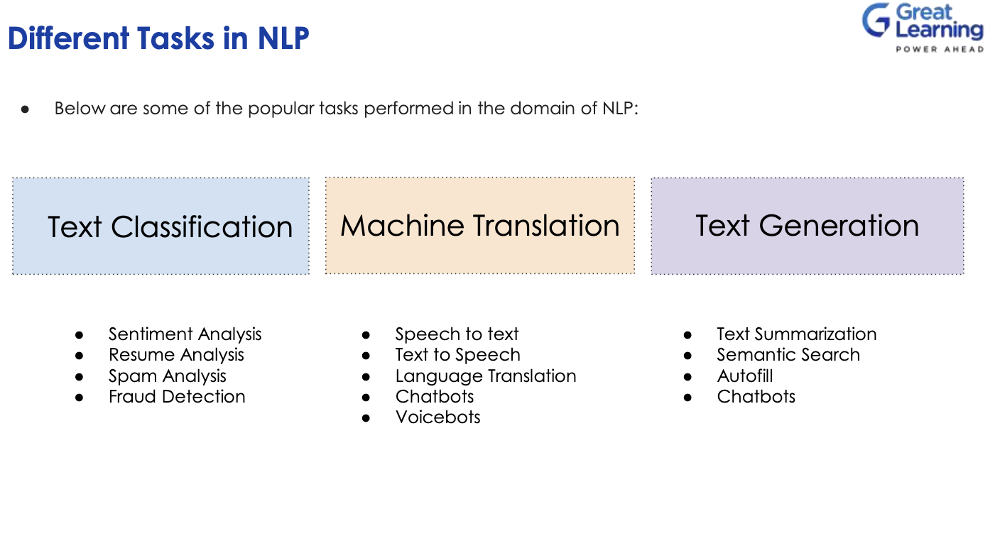 Different Tasks in NLP
Great
Learning
POWER AHEAD
● Below are some of the popular tasks performed in the domain of NLP:
Text Classification
● Sentiment Analysis
● Resume Analysis
● Spam Analysis
● Fraud Detection
Machine Translation
● Speech to text
● Text to Speech
● Language Translation
● Chatbots
● Voicebots
Text Generation
● Text Summarization
● Semantic Search
● Autofill
● Chatbots